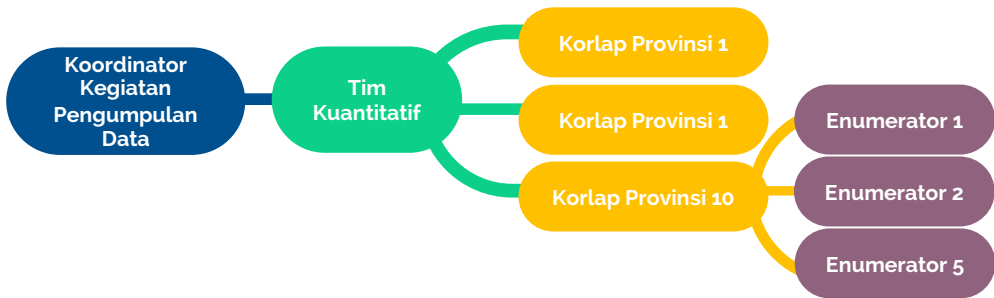 Koordinator
Kegiatan
Pengumpulan
Data
Tim
Kuantitatif
Korlap Provinsi 1
Korlap Provinsi 1
Korlap Provinsi 10
Enumerator 1
Enumerator 2
Enumerator 5